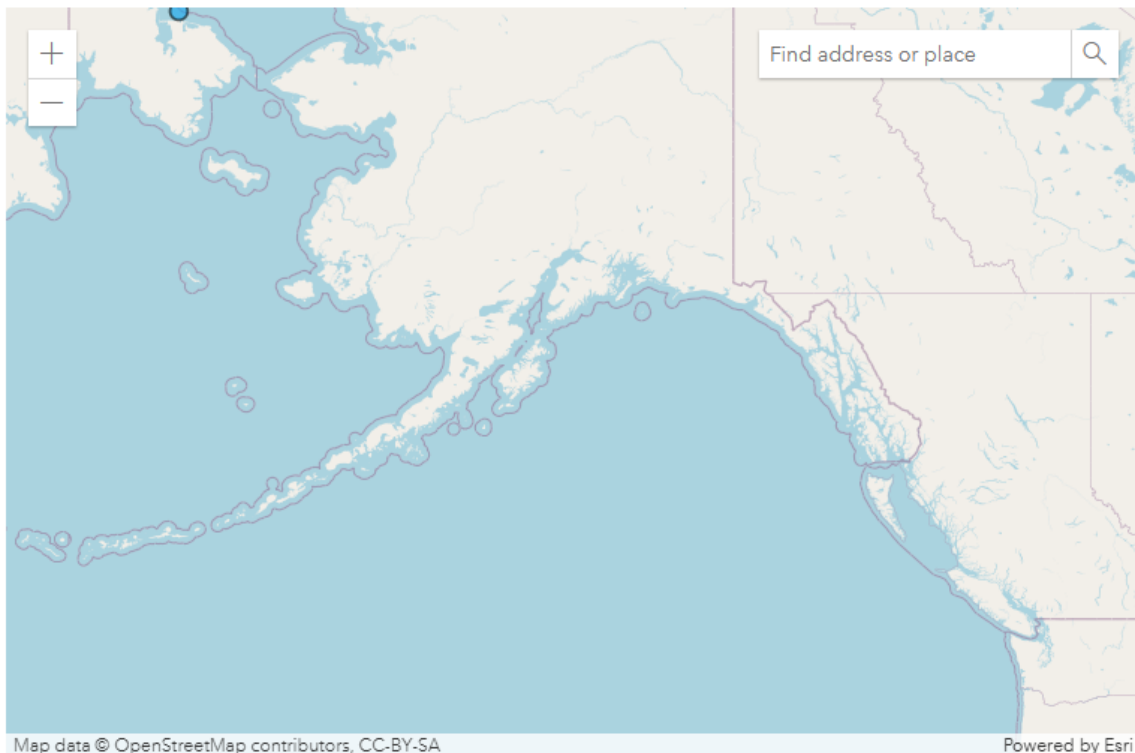 +
Find address or place
−
Map data © OpenStreetMap contributors, CC-BY-SA
Powered by Esri